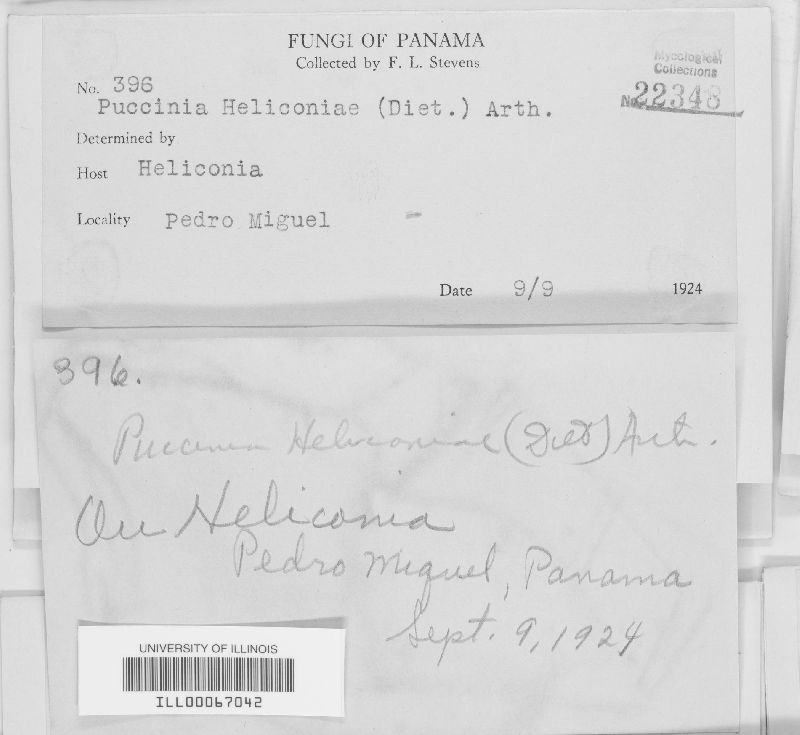 FUNGI OF PANAMA
Collected by F. L. Stevens
Mycological
Collections
No. 22348
No. 396
Puccinia Heliconiae (Diet.) Arth.
Determined by
Host Heliconia
Locality Pedro Miguel
Date 9/9 1924
396.
Puccinia Heliconiae (Diet) Arth.
On Heliconia
Pedro Miguel, Panama
Sept. 9, 1924
UNIVERSITY OF ILLINOIS
ILL00067042